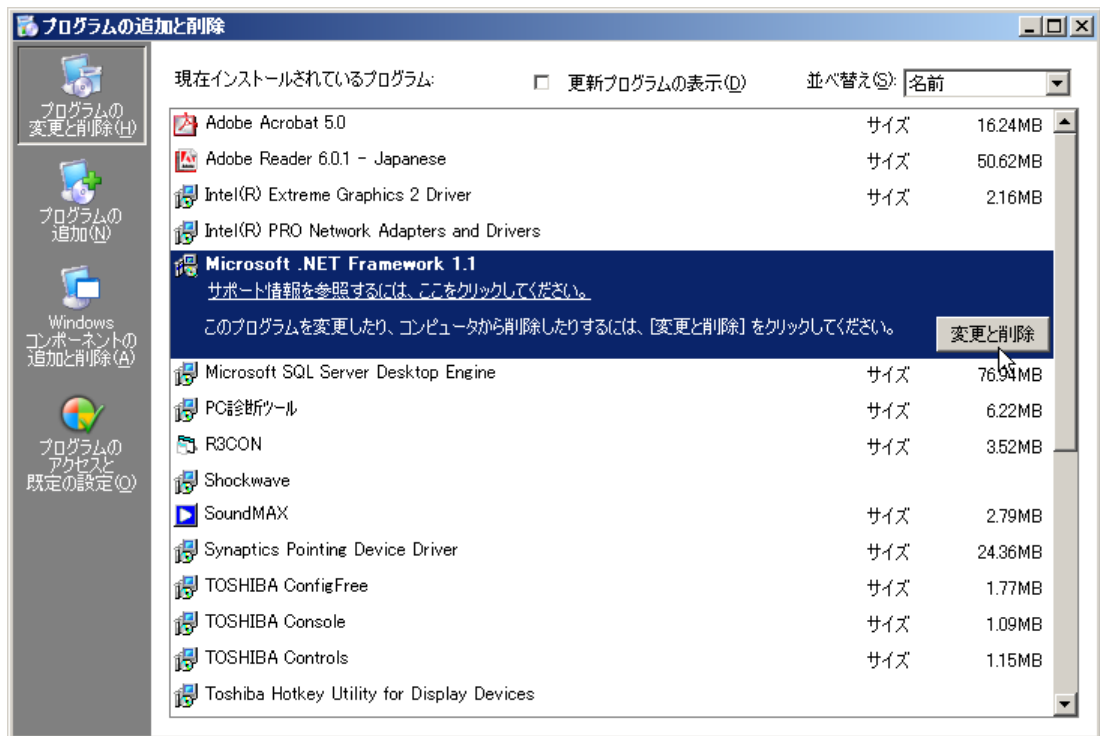 プログラムの追加と削除
プログラムの
変更と削除(H)
プログラムの
追加(N)
Windows
コンポーネントの
追加と削除(A)
プログラムの
アクセスと
既定の設定(O)
現在インストールされているプログラム: 更新プログラムの表示(D) 並べ替え(S): 名前
Adobe Acrobat 5.0 サイズ 16.24MB
Adobe Reader 6.0.1 - Japanese サイズ 50.62MB
Intel(R) Extreme Graphics 2 Driver サイズ 2.16MB
Intel(R) PRO Network Adapters and Drivers
Microsoft .NET Framework 1.1
サポート情報を参照するには、ここをクリックしてください。
このプログラムを変更したり、コンピュータから削除したりするには、[変更と削除] をクリックしてください。 変更と削除
Microsoft SQL Server Desktop Engine サイズ 76.94MB
PC診断ツール サイズ 6.22MB
R3CON サイズ 3.52MB
Shockwave
SoundMAX サイズ 2.79MB
Synaptics Pointing Device Driver サイズ 24.36MB
TOSHIBA ConfigFree サイズ 1.77MB
TOSHIBA Console サイズ 1.09MB
TOSHIBA Controls サイズ 1.15MB
Toshiba Hotkey Utility for Display Devices